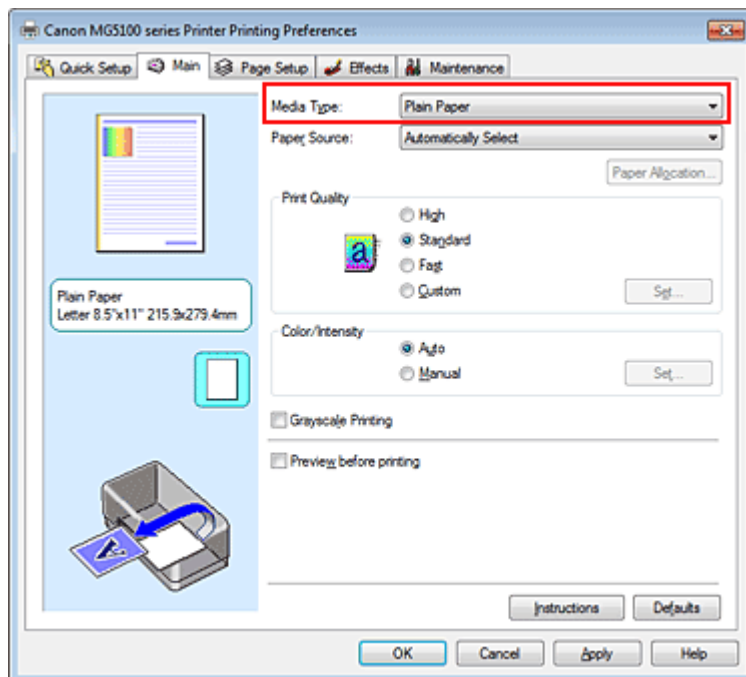 Canon MG5100 series Printer Printing Preferences
Quick Setup Main Page Setup Effects Maintenance
Media Type: Plain Paper
Paper Source: Automatically Select
Paper Allocation...
Print Quality
High
Standard
Fast
Custom Set...
Plain Paper
Letter 8.5"x11" 215.9x279.4mm
Color/Intensity
Auto
Manual Set...
Grayscale Printing
Preview before printing
Instructions Defaults
OK Cancel Apply Help